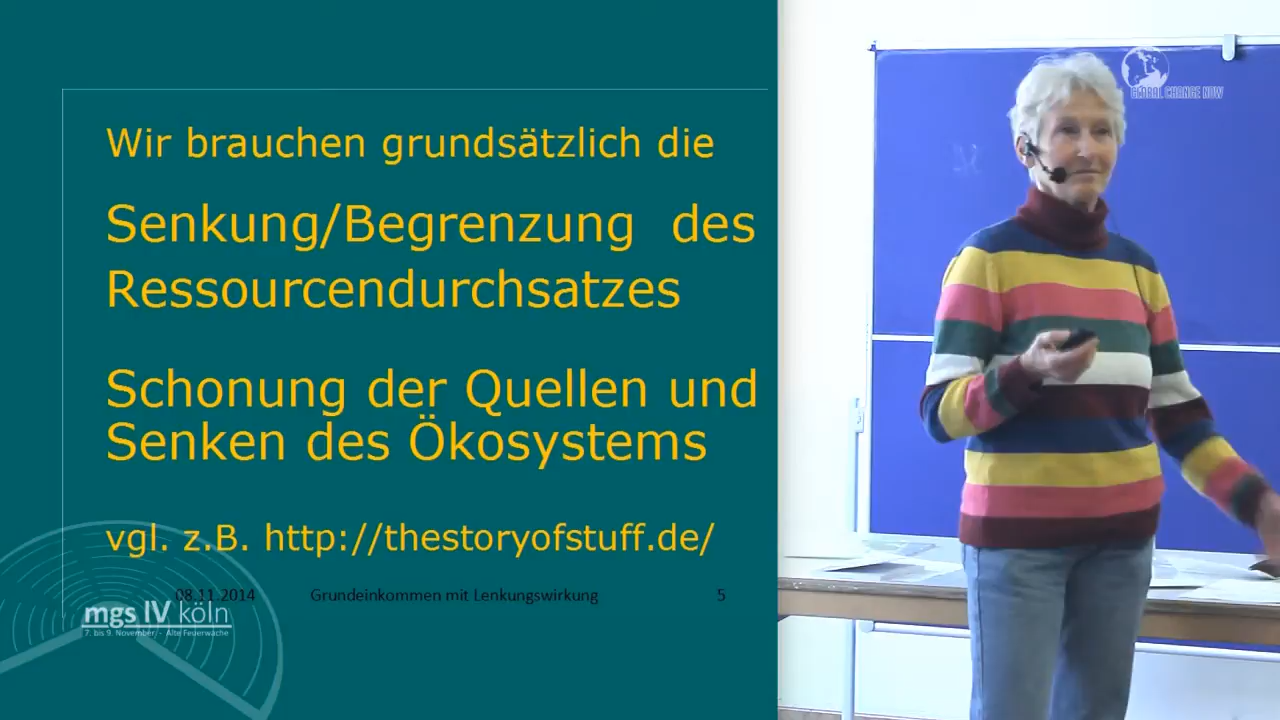 Wir brauchen grundsätzlich die
Senkung/Begrenzung des
Ressourcendurchsatzes
Schonung der Quellen und
Senken des Ökosystems
vgl. z.B. http://thestoryofstuff.de/
08.11.2014 Grundeinkommen mit Lenkungswirkung 5
mgs IV köln
7. bis 9. November - Alte Feuerwache
GLOBAL CHANGE NOW